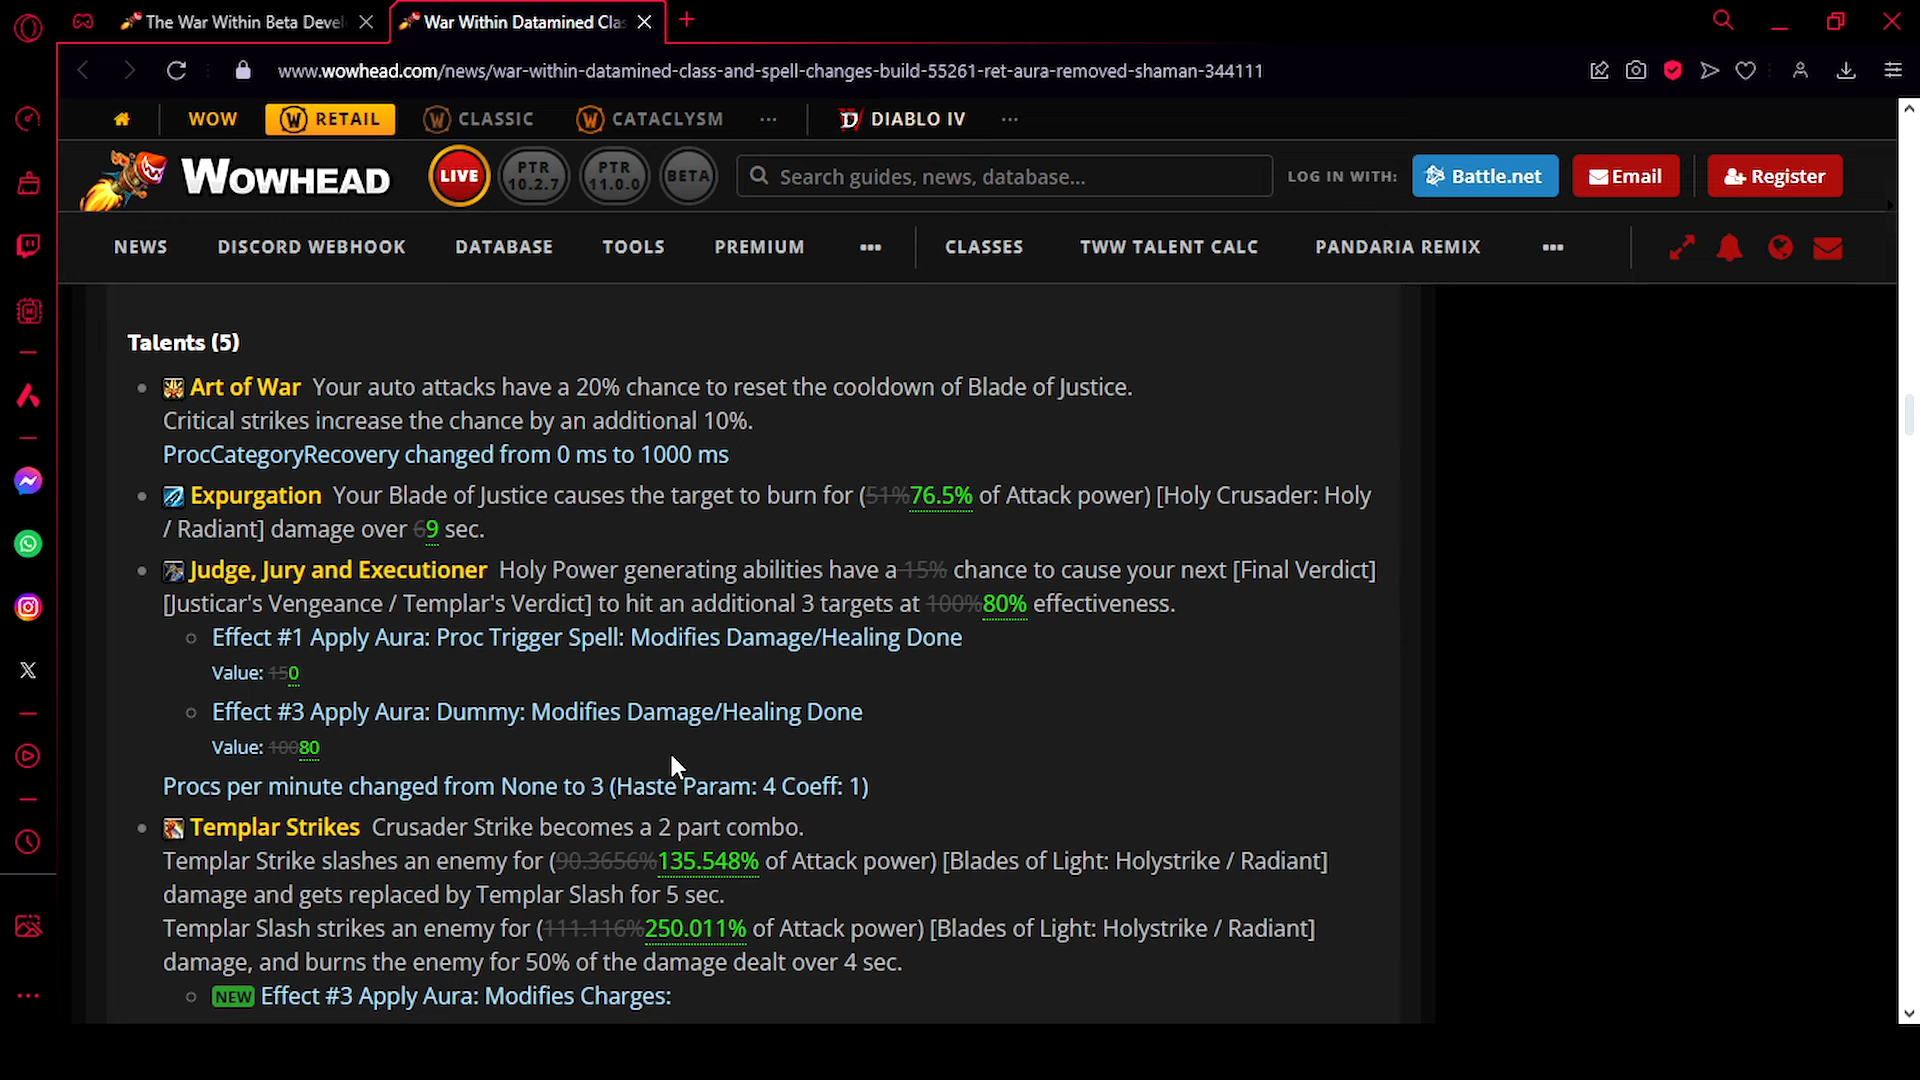 The War Within Beta Devel
War Within Datamined Cla
www.wowhead.com/news/war-within-datamined-class-and-spell-changes-build-55261-ret-aura-removed-shaman-344111
WOW RETAIL CLASSIC CATACLYSM ... DIABLO IV ...
WOWHEAD LIVE PTR 10.2.7 PTR 11.0.0 BETA Search guides, news, database... LOG IN WITH: Battle.net Email Register
NEWS DISCORD WEBHOOK DATABASE TOOLS PREMIUM ... CLASSES TWW TALENT CALC PANDARIA REMIX ...
Talents (5)
Art of War Your auto attacks have a 20% chance to reset the cooldown of Blade of Justice.
Critical strikes increase the chance by an additional 10%.
ProcCategoryRecovery changed from 0 ms to 1000 ms
Expurgation Your Blade of Justice causes the target to burn for (51%76.5% of Attack power) [Holy Crusader: Holy
/ Radiant] damage over 69 sec.
Judge, Jury and Executioner Holy Power generating abilities have a 15% chance to cause your next [Final Verdict]
[Justicar's Vengeance / Templar's Verdict] to hit an additional 3 targets at 100%80% effectiveness.
Effect #1 Apply Aura: Proc Trigger Spell: Modifies Damage/Healing Done
Value: 150
Effect #3 Apply Aura: Dummy: Modifies Damage/Healing Done
Value: 10080
Procs per minute changed from None to 3 (Haste Param: 4 Coeff: 1)
Templar Strikes Crusader Strike becomes a 2 part combo.
Templar Strike slashes an enemy for (90.3656%135.548% of Attack power) [Blades of Light: Holystrike / Radiant]
damage and gets replaced by Templar Slash for 5 sec.
Templar Slash strikes an enemy for (111.116%250.011% of Attack power) [Blades of Light: Holystrike / Radiant]
damage, and burns the enemy for 50% of the damage dealt over 4 sec.
NEW Effect #3 Apply Aura: Modifies Charges: